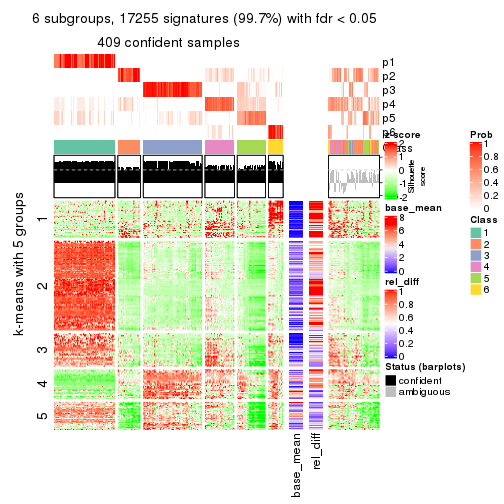 6 subgroups, 17255 signatures (99.7%) with fdr < 0.05
409 confident samples
p1
p2
p3
p4
p5
p6
Class
Silhouette
score
k-means with 5 groups
1
2
3
4
5
base_mean
rel_diff
z-score
2
1
0
-1
-2
base_mean
8
6
4
2
0
rel_diff
1
0.8
0.6
0.4
0.2
0
Status (barplots)
confident
ambiguous
Prob
1
0.8
0.6
0.4
0.2
0
Class
1
2
3
4
5
6